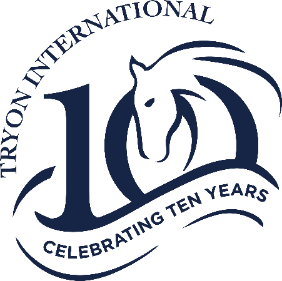 TRYON INTERNATIONAL
10
CELEBRATING TEN YEARS